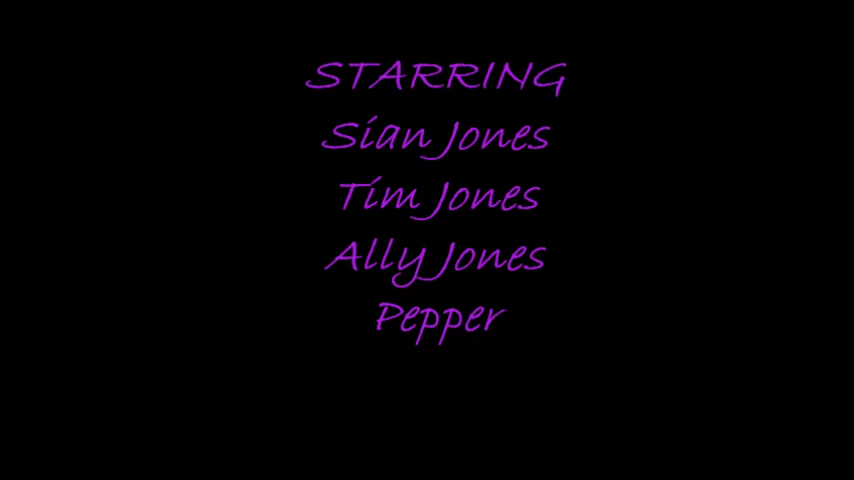 STARRING
Sian Jones
Tim Jones
Ally Jones
Pepper